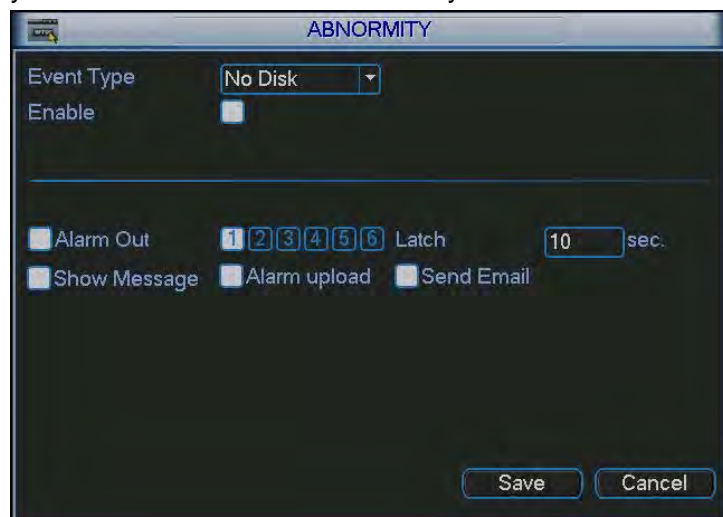 ABNORMITY
Event Type No Disk
Enable
Alarm Out 1 2 3 4 5 6 Latch 10 sec.
Show Message Alarm upload Send Email
Save Cancel